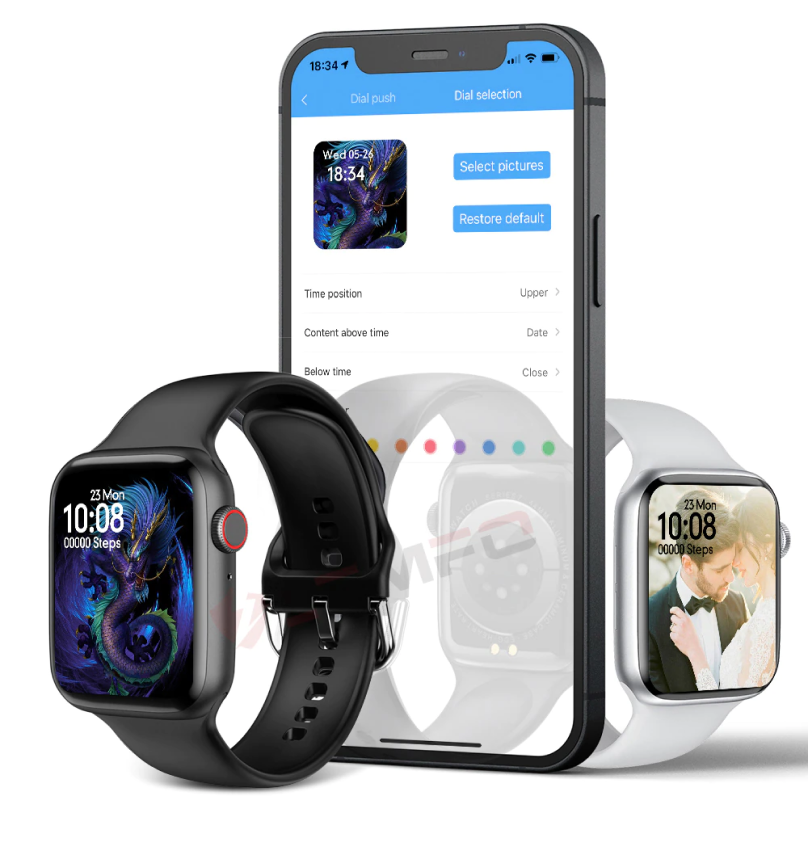 18:34
Dial push
Dial selection
Wed 05-26
18:34
Select pictures
Restore default
Time position
Upper
Content above time
Date
Below time
Close
23 Mon
10:08
00000 Steps
23 Mon
10:08
00000 Steps